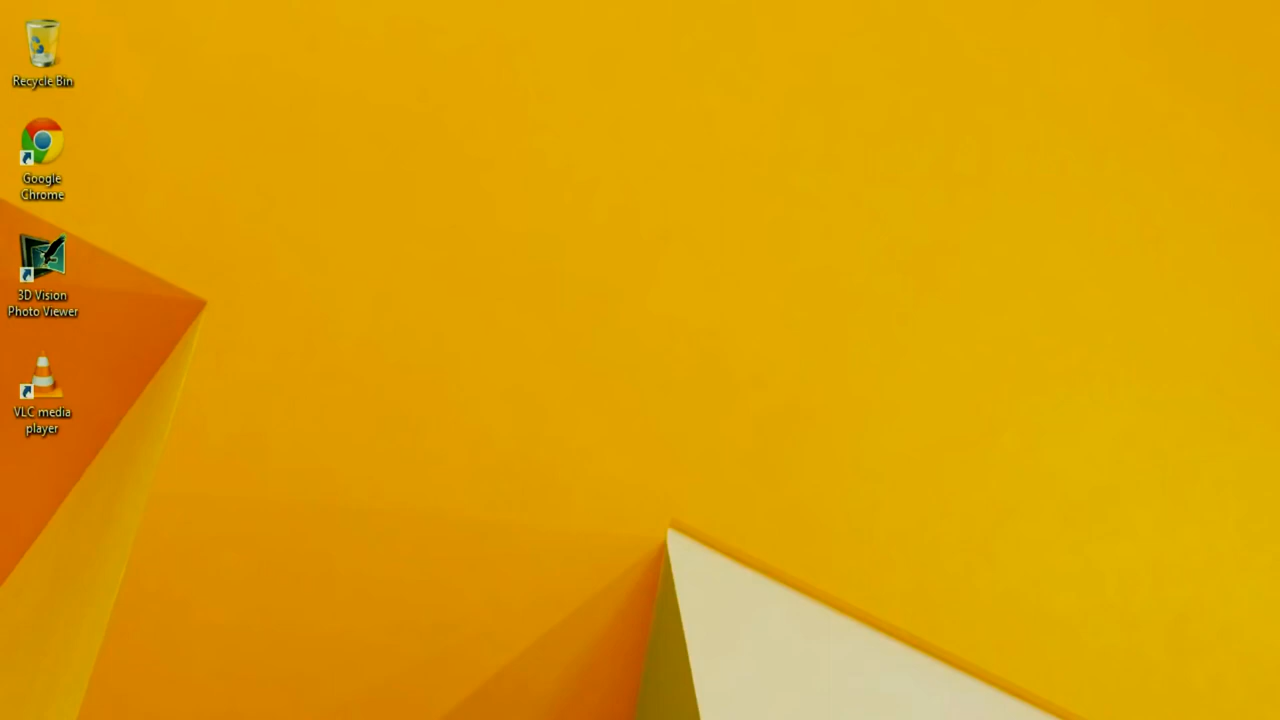 Recycle Bin
Google
Chrome
3D Vision
Photo Viewer
VLC media
player